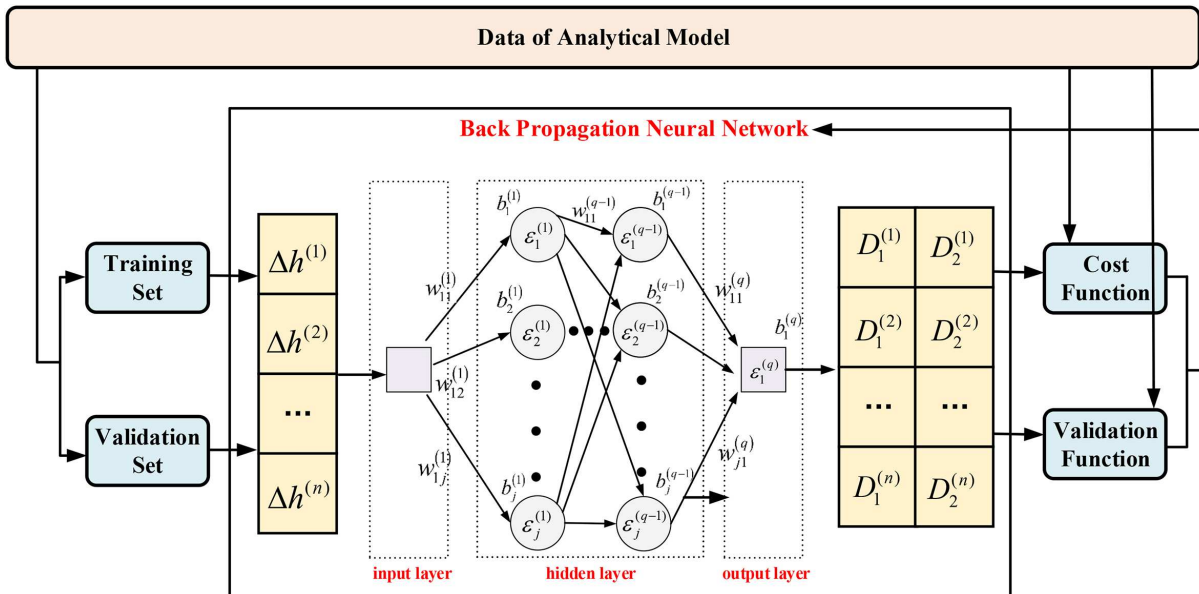 Data of Analytical Model
Back Propagation Neural Network
Training
Set
Validation
Set
Δh^(1)
Δh^(2)
...
Δh^(n)
w_11^(1)
w_12^(1)
w_1j^(1)
b_1^(1)
ε_1^(1)
b_2^(1)
ε_2^(1)
b_j^(1)
ε_j^(1)
w_11^(q-1)
b_1^(q-1)
ε_1^(q-1)
b_2^(q-1)
ε_2^(q-1)
b_j^(q-1)
ε_j^(q-1)
w_11^(q)
w_j1^(q)
b_1^(q)
ε_1^(q)
D_1^(1) D_2^(1)
D_1^(2) D_2^(2)
... ...
D_1^(n) D_2^(n)
Cost
Function
Validation
Function
input layer
hidden layer
output layer